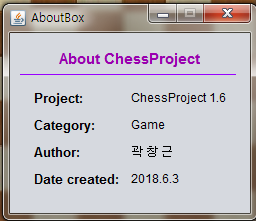 AboutBox
About ChessProject
Project: ChessProject 1.6
Category: Game
Author: 곽 창 근
Date created: 2018.6.3